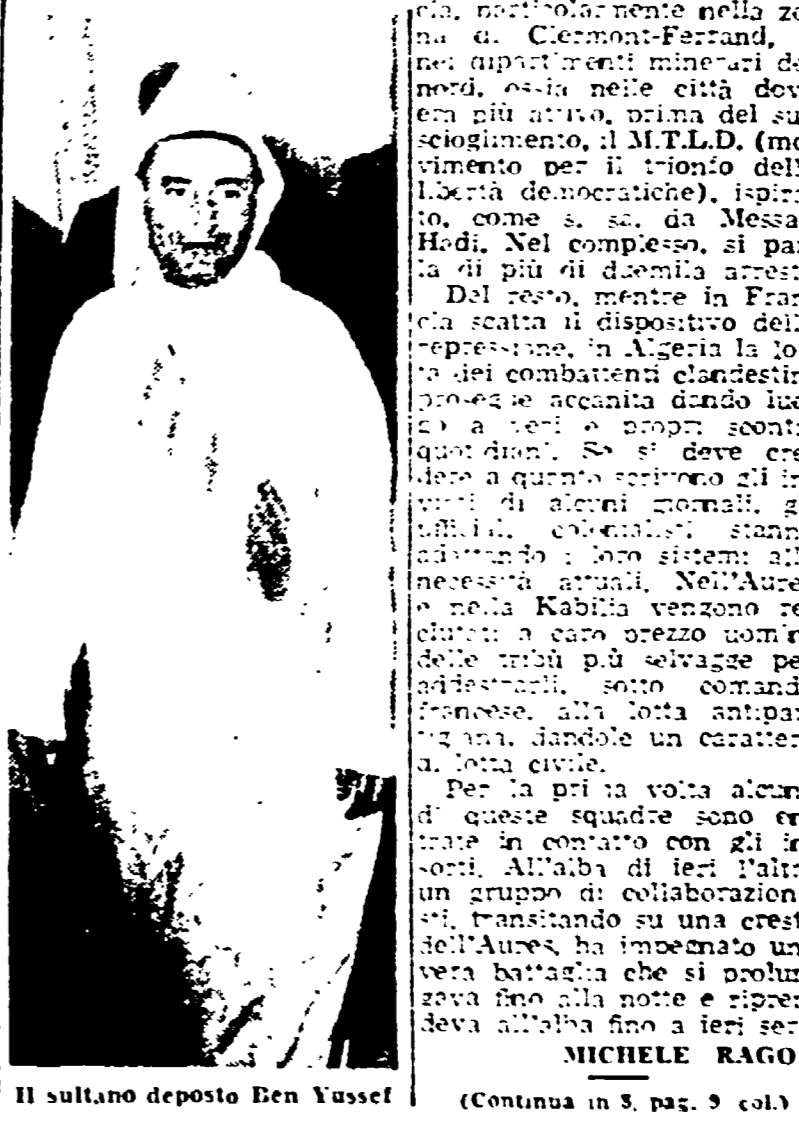 cia, particolarmente nella zo
na di Clermont-Ferrand,
nei dipartimenti minerari de
nord, ossia nelle città dov
era più attivo, prima del su
scioglimento, il M.T.L.D. (mo
vimento per il trionfo dell
libertà democratiche), ispira
to, come si sa, da Messa
Hadi. Nel complesso, si par
la di più di duemila arrest
Del resto, mentre in Fran
cia scatta il dispositivo dell
repressione, in Algeria la lot
ta dei combattenti clandestin
prosegue accanita dando luo
go a veri e propri scontr
quotidiani. Se si deve cre
dere a quanto scrivono gli in
viati di alcuni giornali, g
ufficiali colonialisti stann
adattando i loro sistemi all
necessità attuali. Nell'Aure
e nella Kabilia vengono re
clutati a caro prezzo uomin
delle tribù più selvagge pe
addestrarli, sotto comand
francese, alla lotta antipar
tigiana, dandole un caratter
di lotta civile.
Per la prima volta alcun
di queste squadre sono en
trate in contatto con gli in
sorti. All'alba di ieri l'altr
un gruppo di collaborazion
sti, transitando su una crest
dell'Aures, ha impegnato un
vera battaglia che si prolun
gava fino alla notte e ripren
deva all'alba fino a ieri ser
MICHELE RAGO
(Continua in 8. pag. 9 col.)
Il sultano deposto Ben Yussef